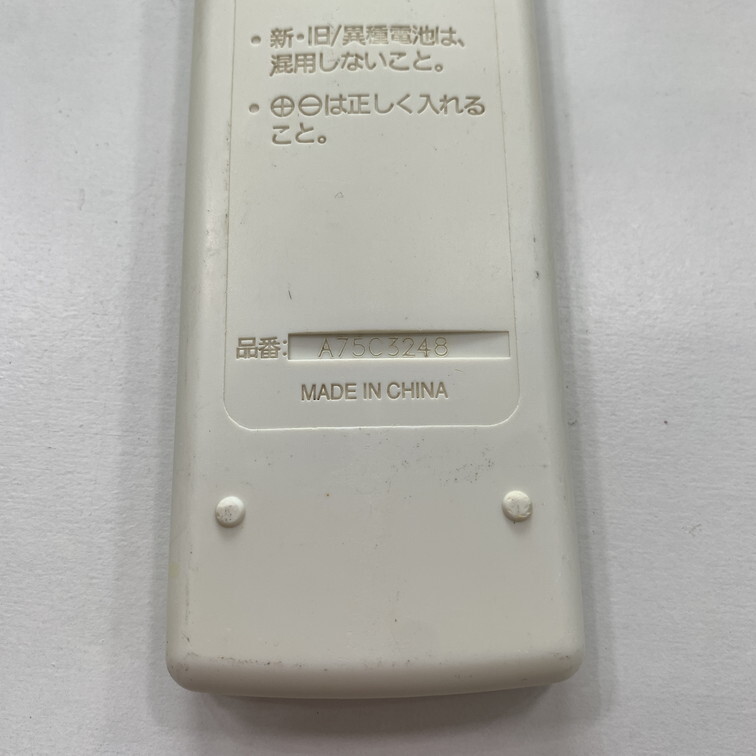 • 新・旧/異種電池は、
混用しないこと。
• ⊕⊖は正しく入れる
こと。
品番: A75C3248
MADE IN CHINA